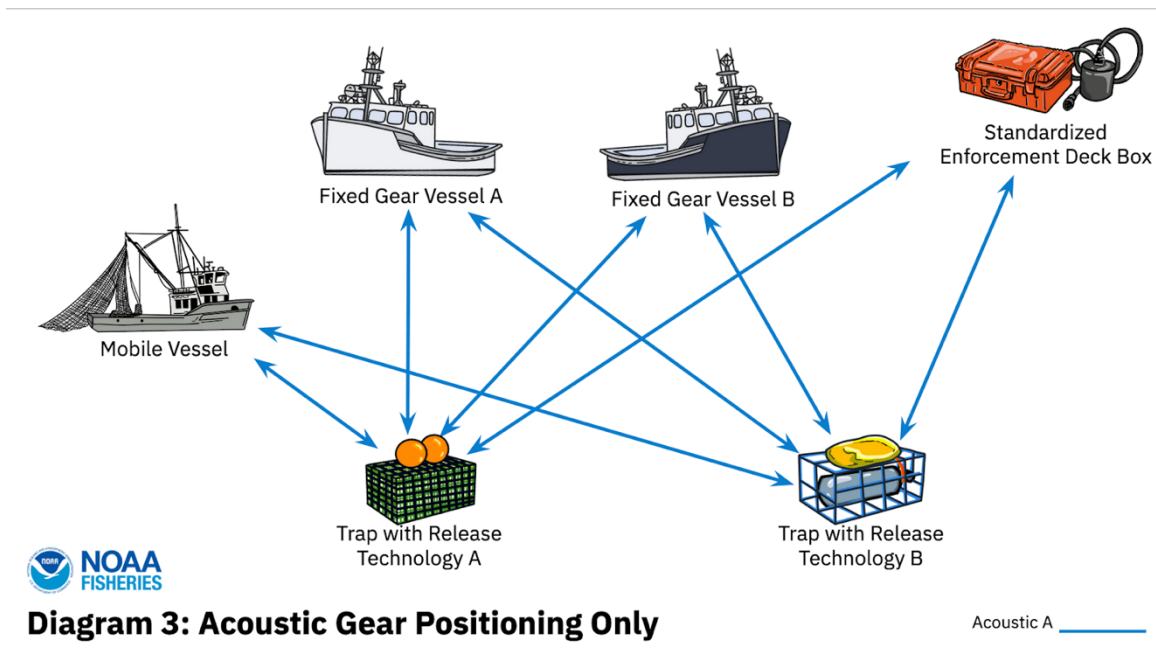 Standardized
Enforcement Deck Box
Fixed Gear Vessel A
Fixed Gear Vessel B
Mobile Vessel
Trap with Release
Technology A
Trap with Release
Technology B
NOAA
NOAA
FISHERIES
Diagram 3: Acoustic Gear Positioning Only
Acoustic A